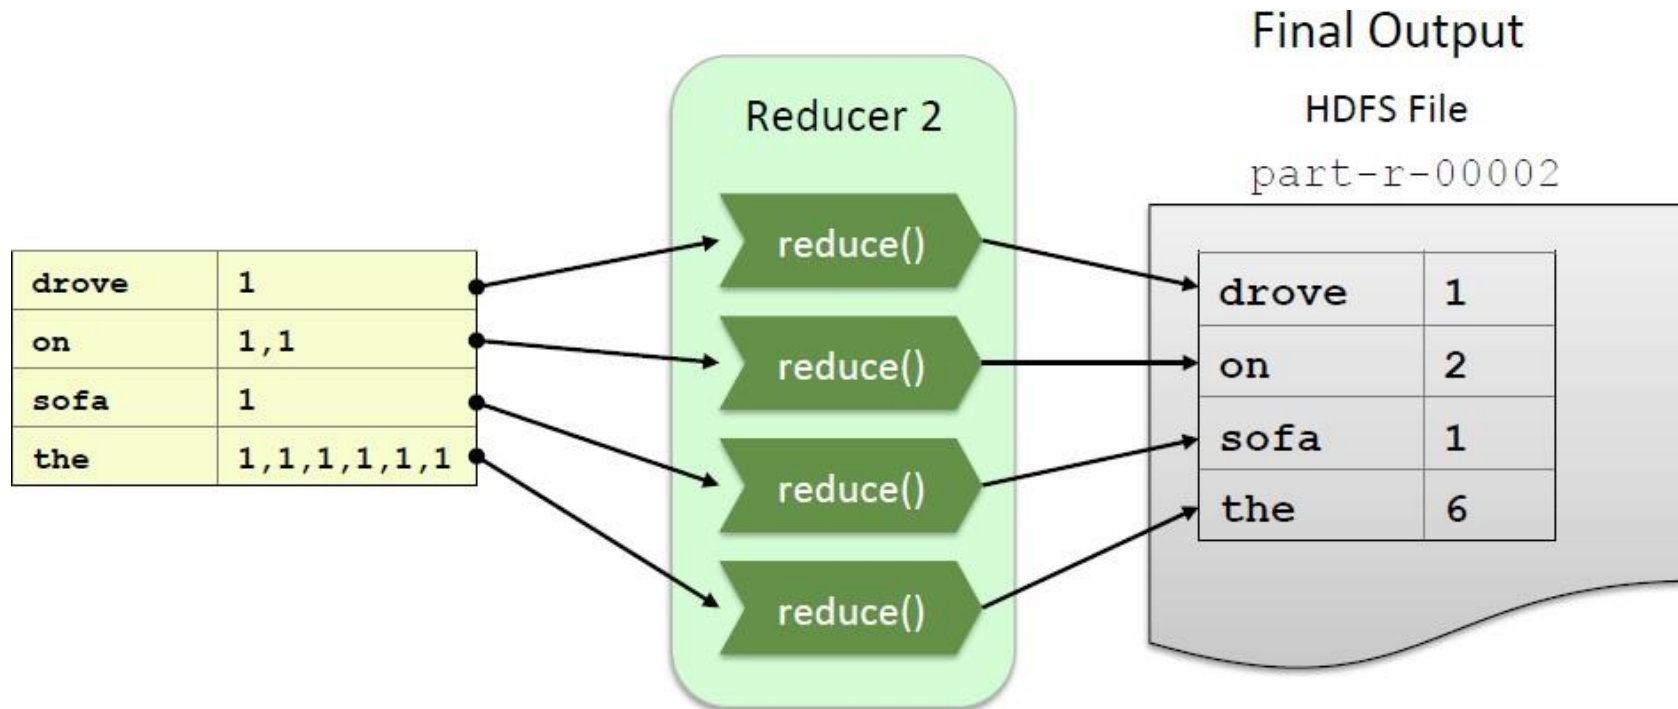 Final Output
HDFS File
part-r-00002
Reducer 2
drove 1
on 1,1
sofa 1
the 1,1,1,1,1,1
reduce()
reduce()
reduce()
reduce()
drove 1
on 2
sofa 1
the 6